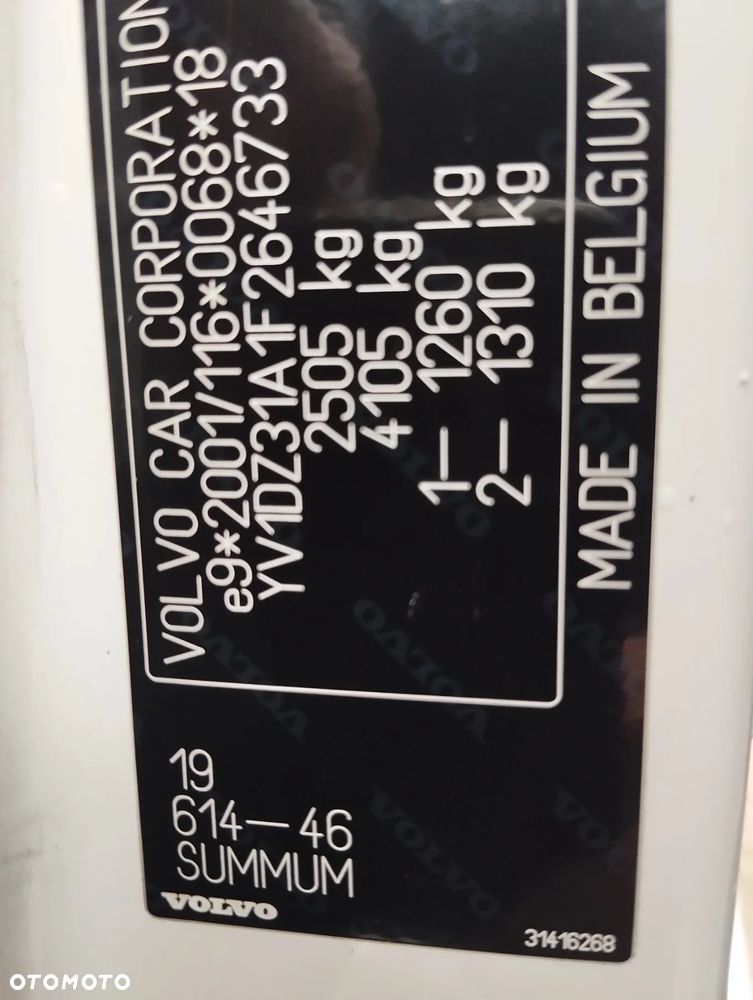 VOLVO CAR CORPORATION
e9*2001/116*0068*18
YV1DZ31A1F2646733
2505 kg
4105 kg
1— 1260 kg
2— 1310 kg
MADE IN BELGIUM
19
614—46
SUMMUM
VOLVO
31416268
OTOMOTO